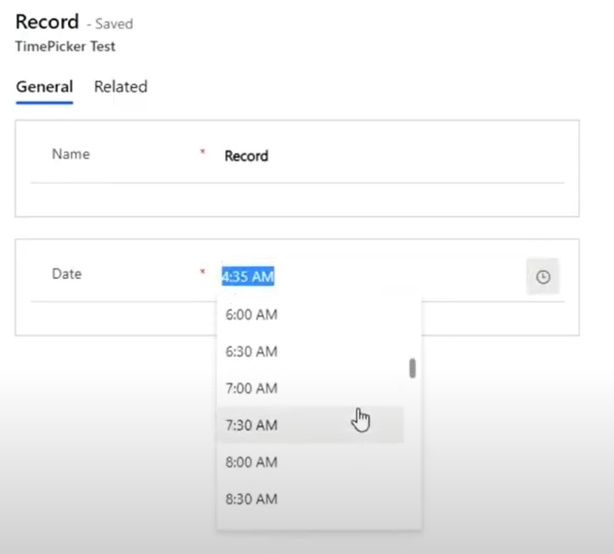 Record - Saved
TimePicker Test
General Related
Name * Record
Date * 4:35 AM
6:00 AM
6:30 AM
7:00 AM
7:30 AM
8:00 AM
8:30 AM